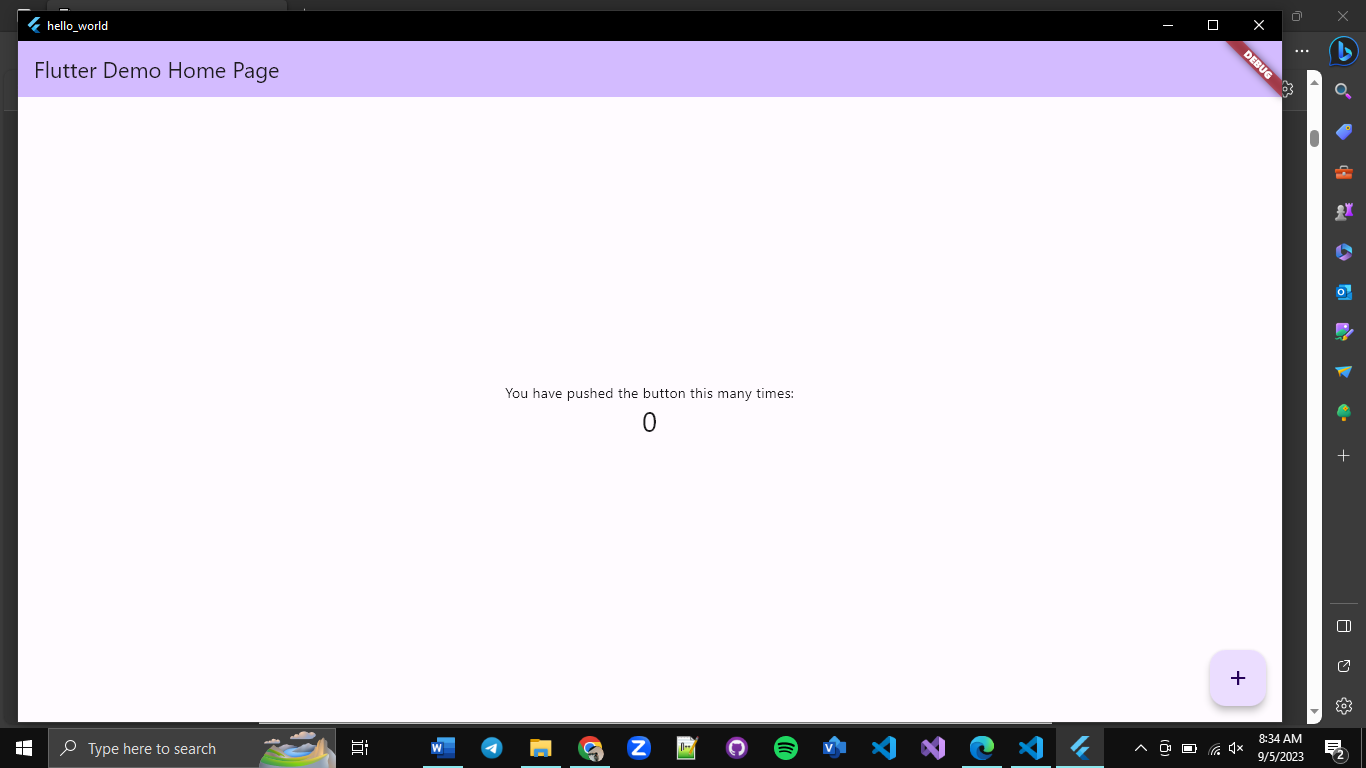 hello_world
Flutter Demo Home Page
DEBUG
You have pushed the button this many times:
0
Type here to search
8:34 AM
9/5/2023
2